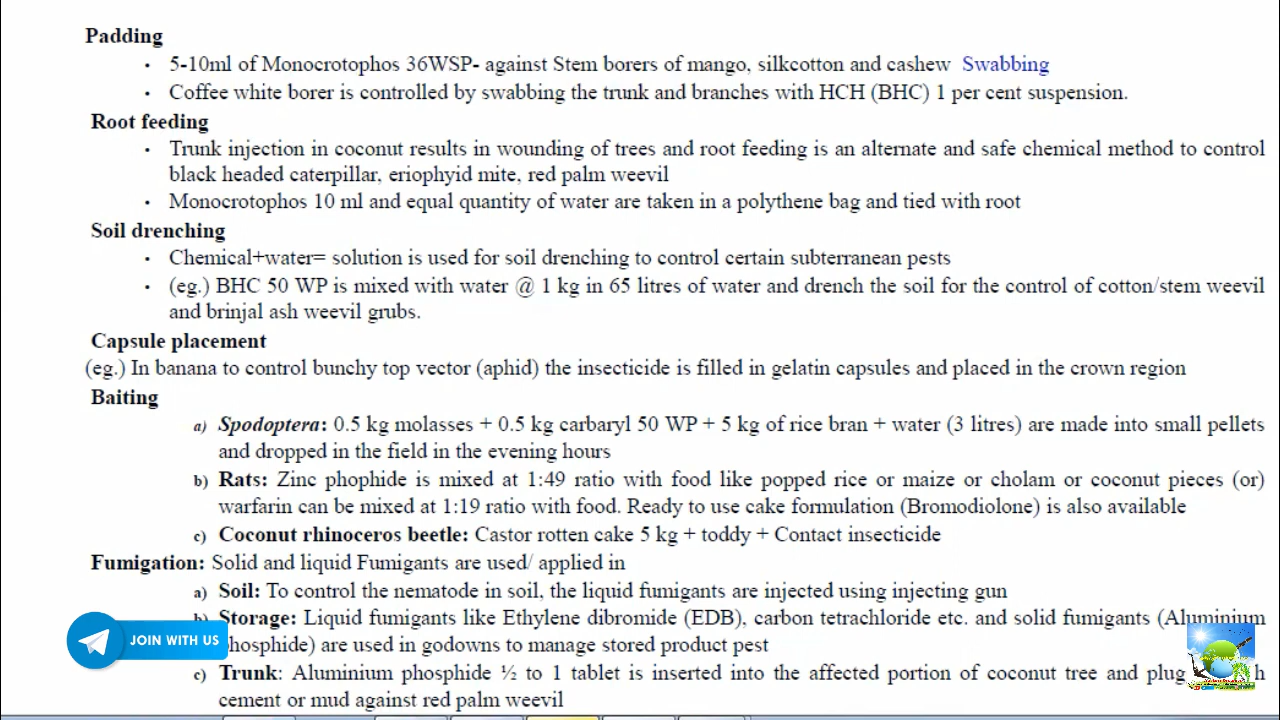 Padding
• 5-10ml of Monocrotophos 36WSP- against Stem borers of mango, silkcotton and cashew Swabbing
• Coffee white borer is controlled by swabbing the trunk and branches with HCH (BHC) 1 per cent suspension.
Root feeding
• Trunk injection in coconut results in wounding of trees and root feeding is an alternate and safe chemical method to control
black headed caterpillar, eriophyid mite, red palm weevil
• Monocrotophos 10 ml and equal quantity of water are taken in a polythene bag and tied with root
Soil drenching
• Chemical+water= solution is used for soil drenching to control certain subterranean pests
• (eg.) BHC 50 WP is mixed with water @ 1 kg in 65 litres of water and drench the soil for the control of cotton/stem weevil
and brinjal ash weevil grubs.
Capsule placement
(eg.) In banana to control bunchy top vector (aphid) the insecticide is filled in gelatin capsules and placed in the crown region
Baiting
a) Spodoptera: 0.5 kg molasses + 0.5 kg carbaryl 50 WP + 5 kg of rice bran + water (3 litres) are made into small pellets
and dropped in the field in the evening hours
b) Rats: Zinc phophide is mixed at 1:49 ratio with food like popped rice or maize or cholam or coconut pieces (or)
warfarin can be mixed at 1:19 ratio with food. Ready to use cake formulation (Bromodiolone) is also available
c) Coconut rhinoceros beetle: Castor rotten cake 5 kg + toddy + Contact insecticide
Fumigation: Solid and liquid Fumigants are used/ applied in
a) Soil: To control the nematode in soil, the liquid fumigants are injected using injecting gun
b) Storage: Liquid fumigants like Ethylene dibromide (EDB), carbon tetrachloride etc. and solid fumigants (Aluminium
phosphide) are used in godowns to manage stored product pest
JOIN WITH US
c) Trunk: Aluminium phosphide ½ to 1 tablet is inserted into the affected portion of coconut tree and plug
cement or mud against red palm weevil